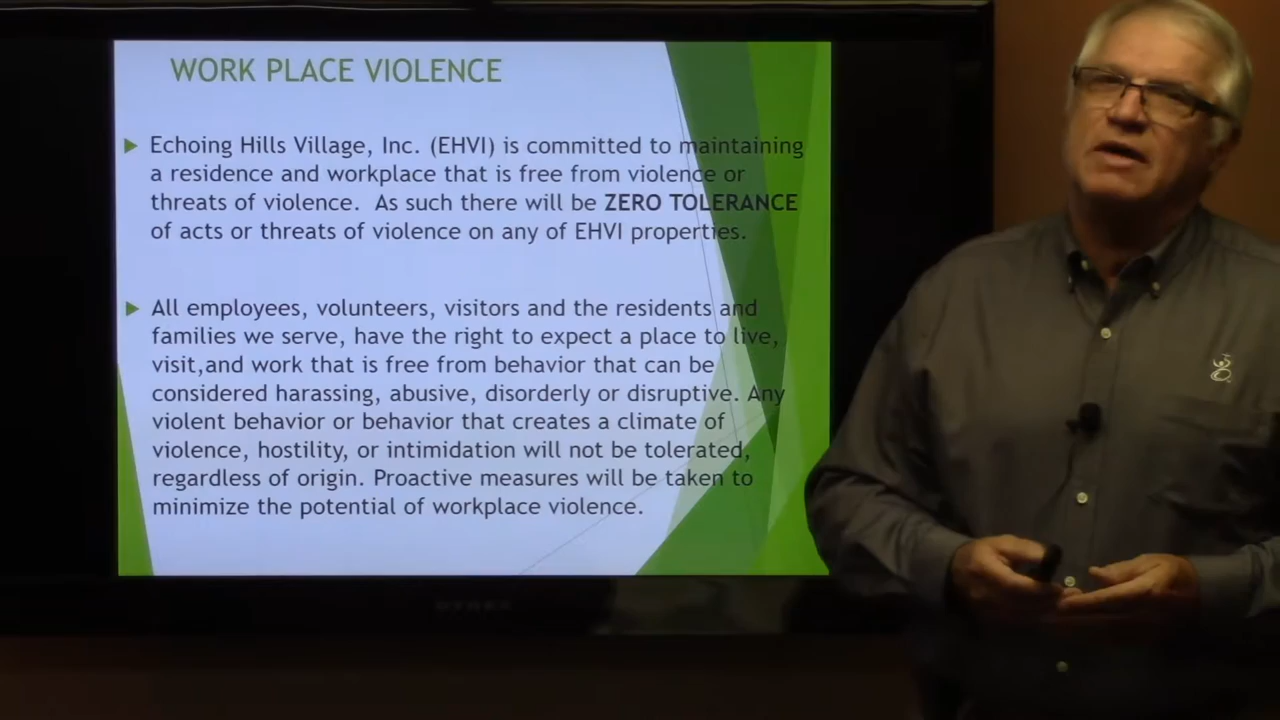 WORK PLACE VIOLENCE
Echoing Hills Village, Inc. (EHVI) is committed to maintaining
a residence and workplace that is free from violence or
threats of violence. As such there will be ZERO TOLERANCE
of acts or threats of violence on any of EHVI properties.
All employees, volunteers, visitors and the residents and
families we serve, have the right to expect a place to live,
visit,and work that is free from behavior that can be
considered harassing, abusive, disorderly or disruptive. Any
violent behavior or behavior that creates a climate of
violence, hostility, or intimidation will not be tolerated,
regardless of origin. Proactive measures will be taken to
minimize the potential of workplace violence.